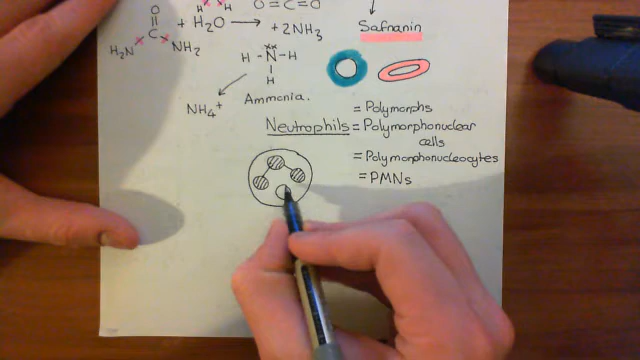 O=C=O
O
C
H₂N NH₂
+ H₂O → + 2NH₃
H H
Safranin
H - N - H
H
NH₄⁺
Ammonia.
Neutrophils = Polymorphs
= Polymorphonuclear
cells
= Polymorphonucleocytes
= PMNs